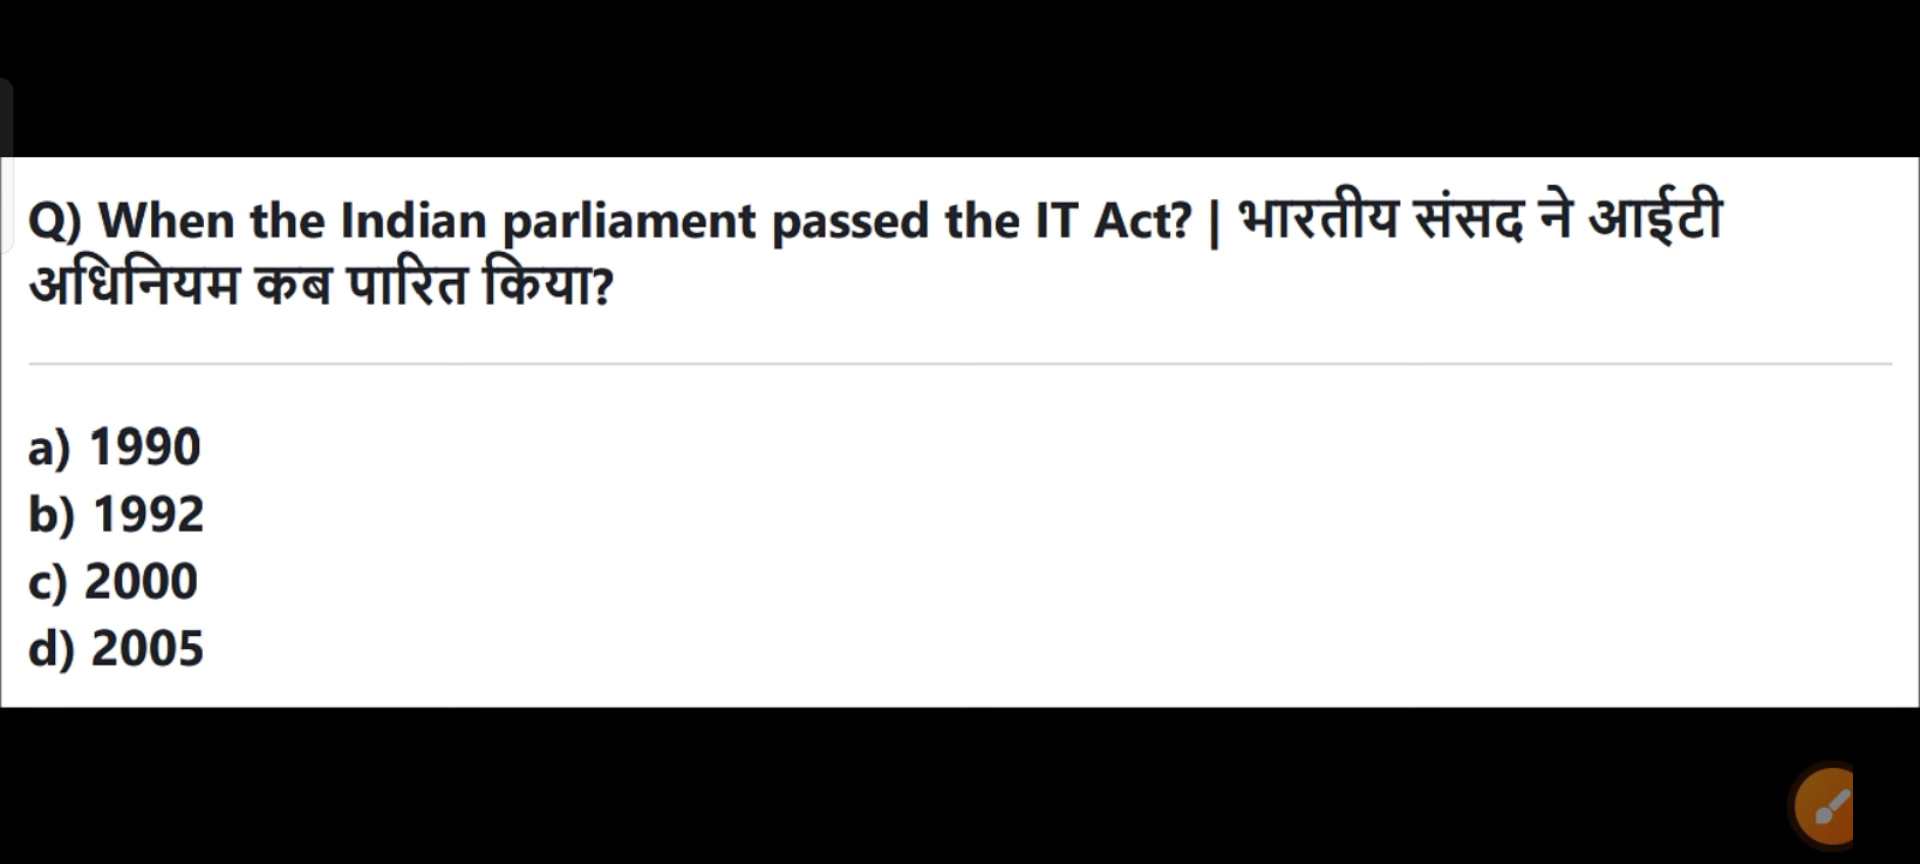 Q) When the Indian parliament passed the IT Act? | भारतीय संसद ने आईटी
अधिनियम कब पारित किया?
a) 1990
b) 1992
c) 2000
d) 2005